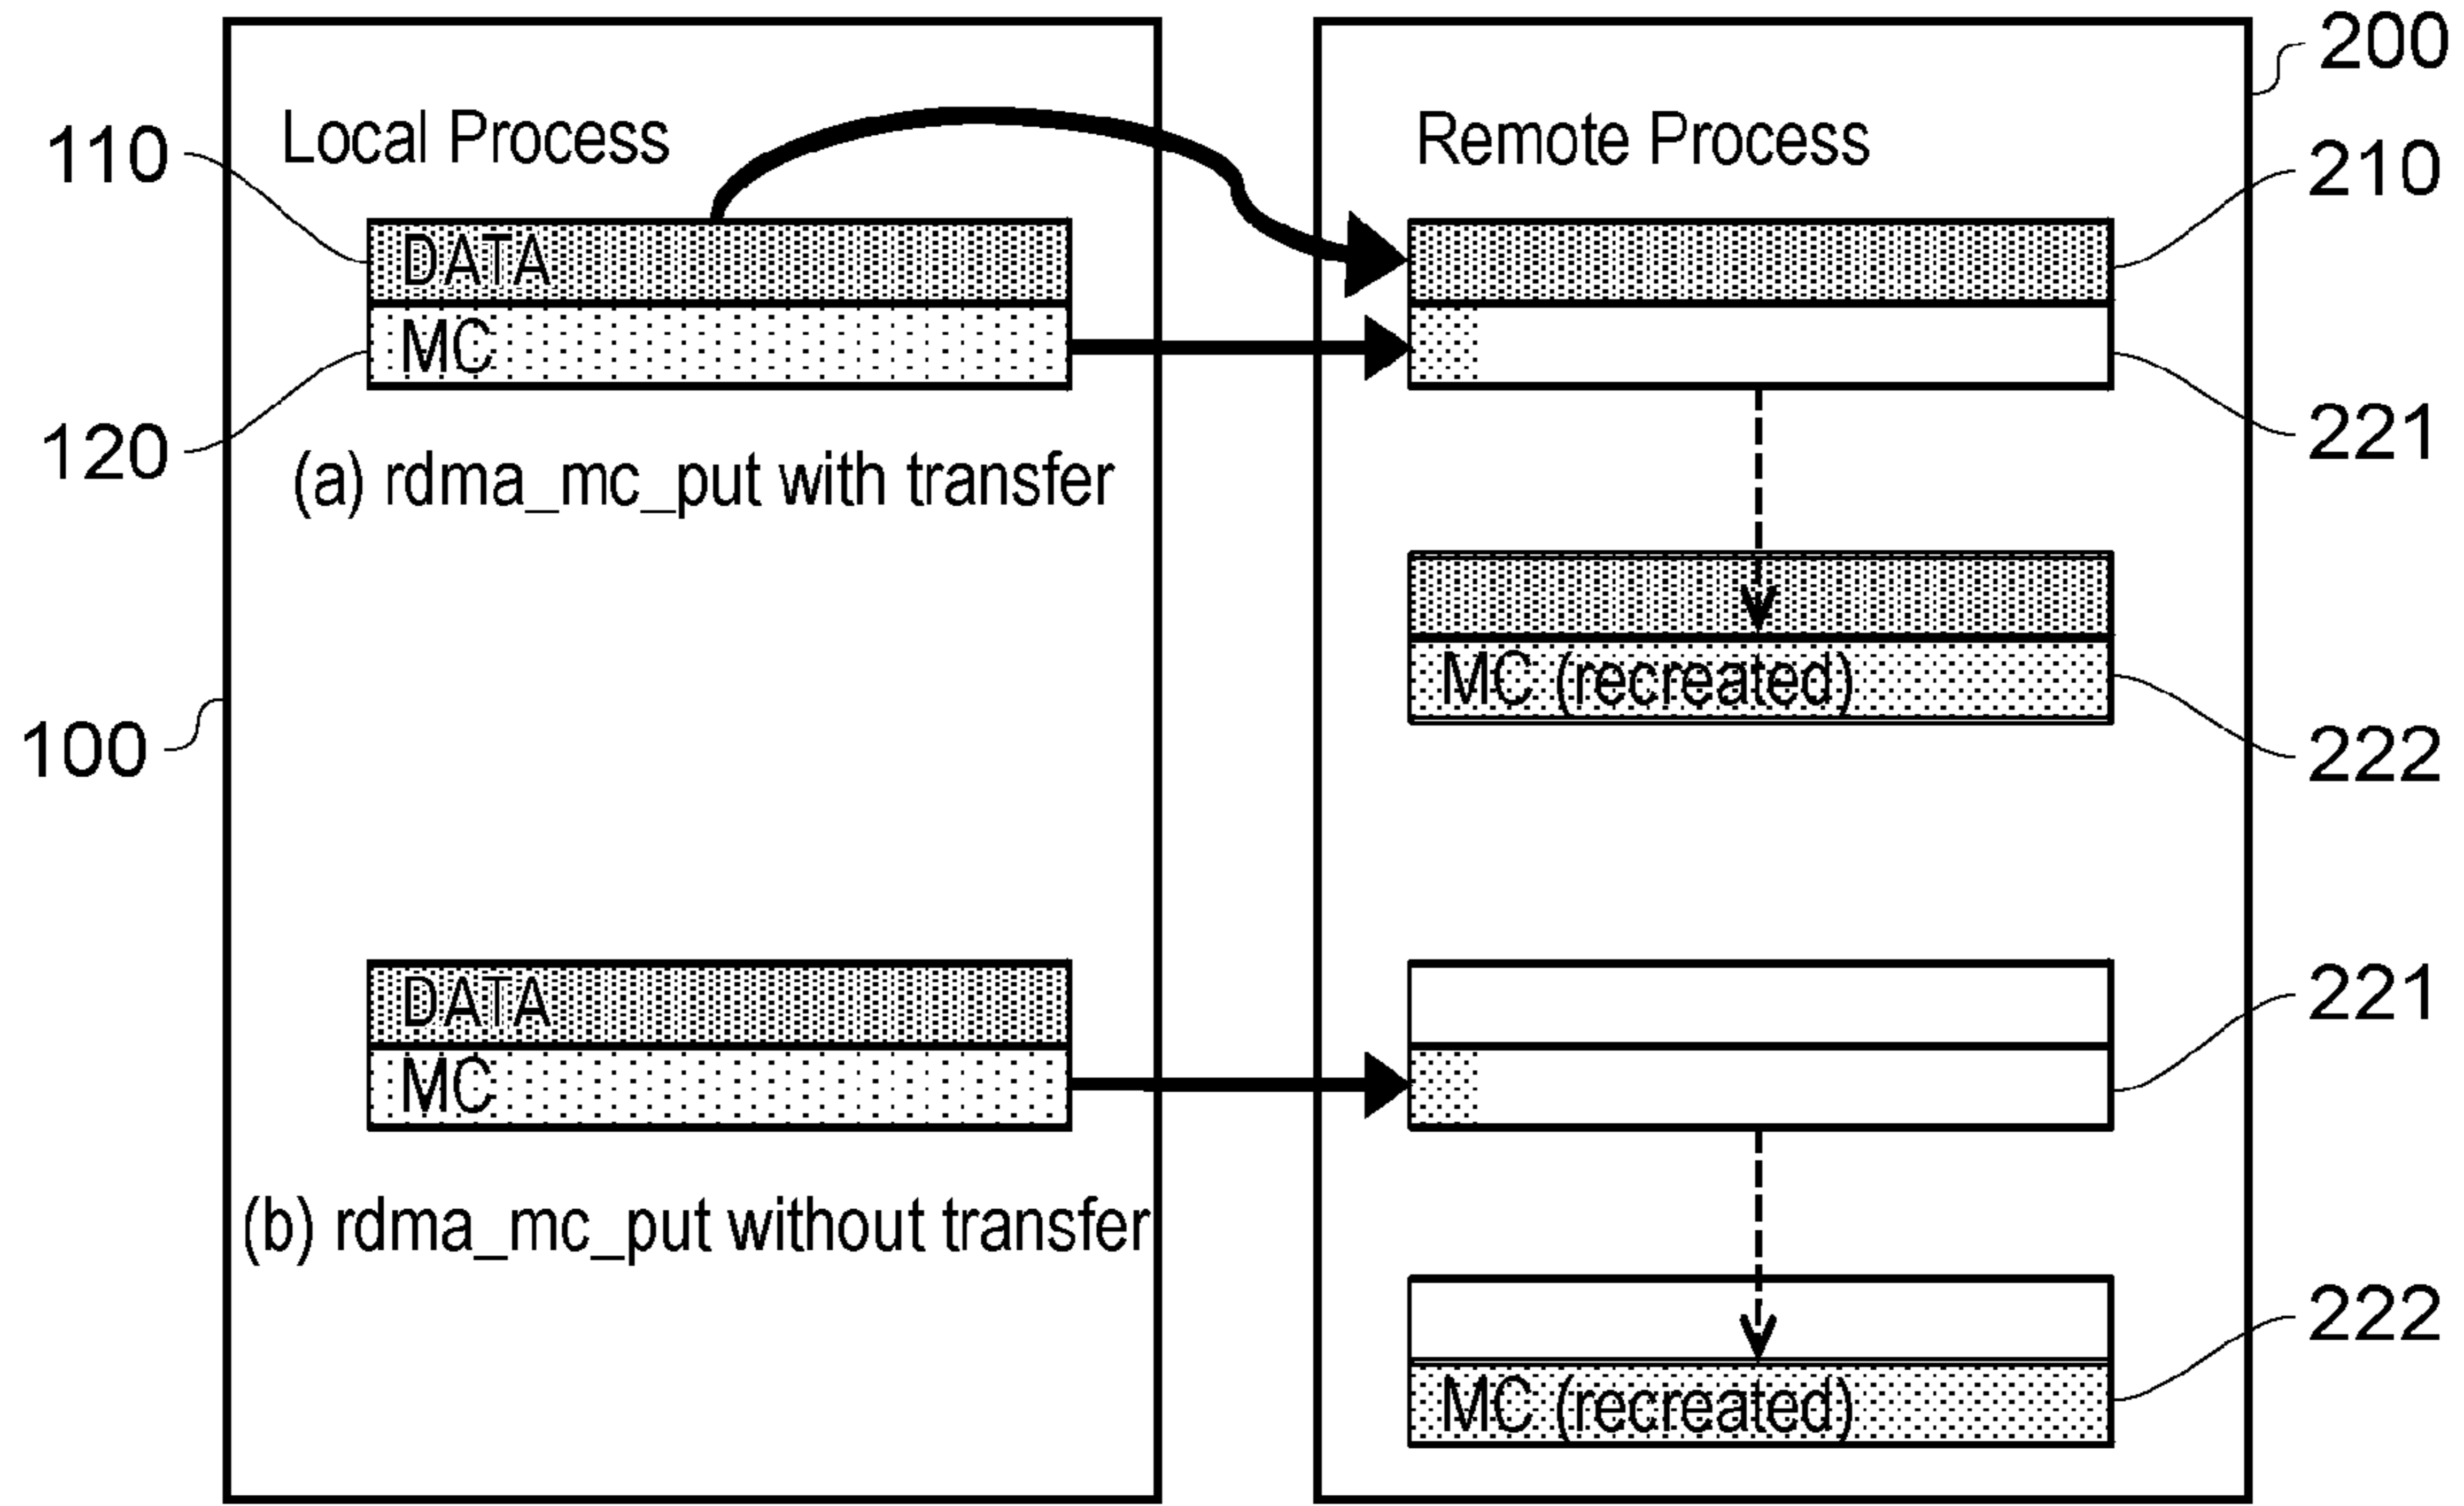 200
Local Process
Remote Process
110
210
DATA
MC
120
221
(a) rdma_mc_put with transfer
MC (recreated)
100
222
DATA
221
MC
(b) rdma_mc_put without transfer
222
MC (recreated)